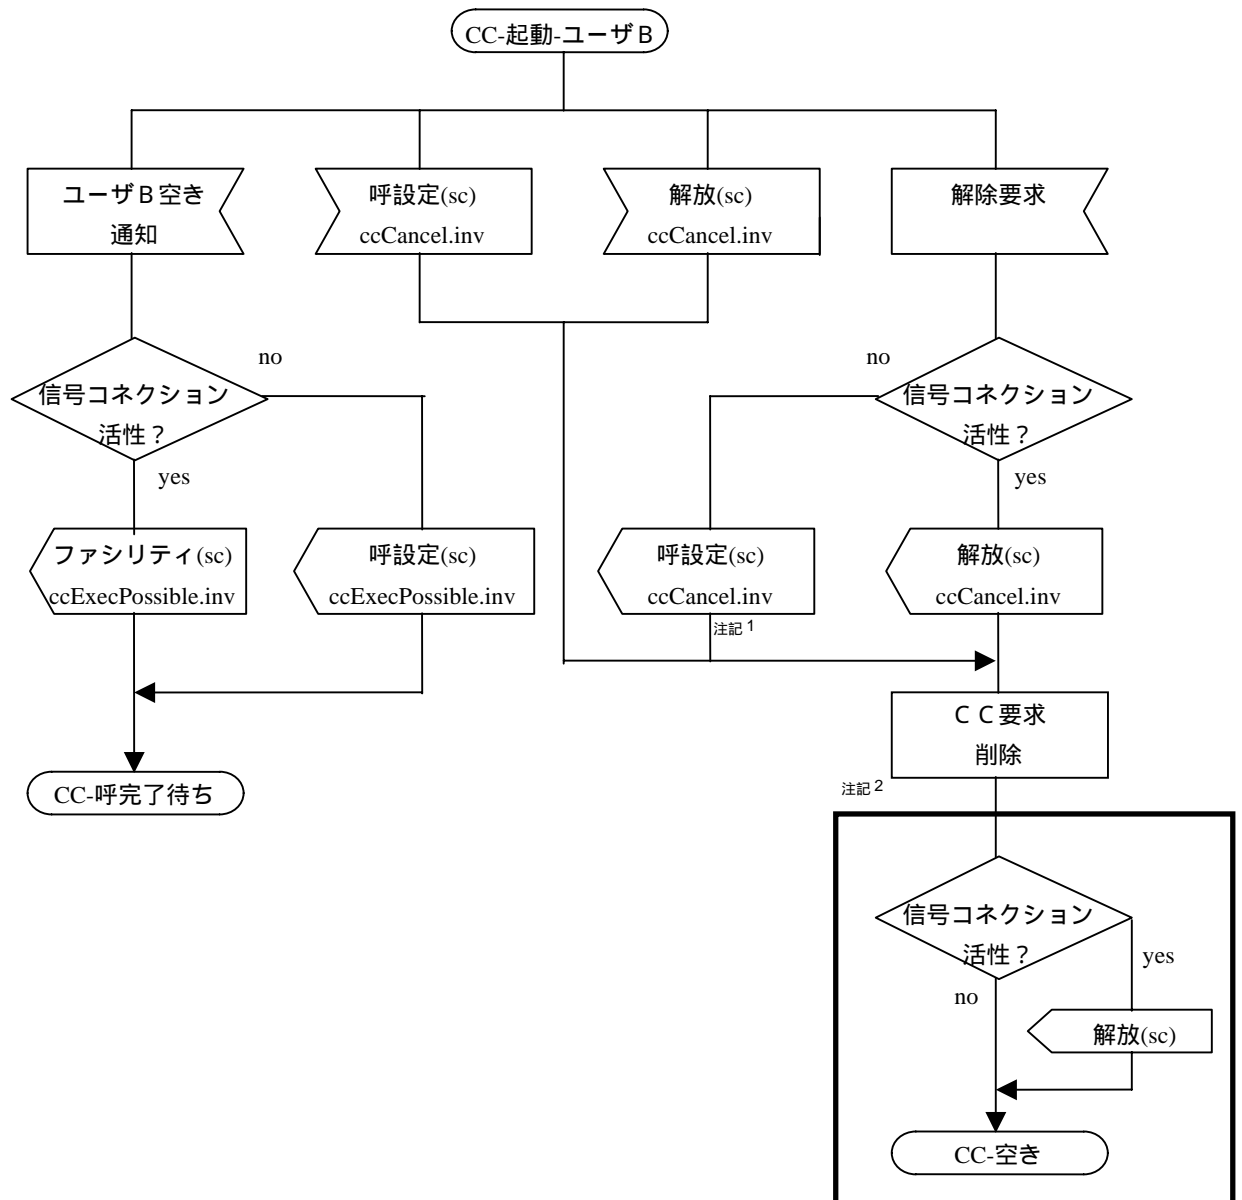 CC-起動-ユーザB
ユーザB空き
通知
呼設定(sc)
ccCancel.inv
解放(sc)
ccCancel.inv
解除要求
信号コネクション
活性？
no
yes
信号コネクション
活性？
no
yes
ファシリティ(sc)
ccExecPossible.inv
呼設定(sc)
ccExecPossible.inv
呼設定(sc)
ccCancel.inv
注記1
解放(sc)
ccCancel.inv
CC-呼完了待ち
ＣＣ要求
削除
注記2
信号コネクション
活性？
yes
no
解放(sc)
CC-空き